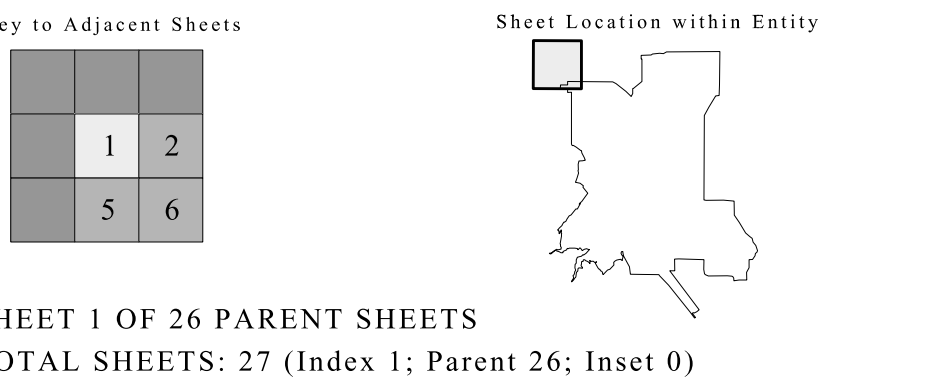 ey to Adjacent Sheets
Sheet Location within Entity
1 2
5 6
HEET 1 OF 26 PARENT SHEETS
OTAL SHEETS: 27 (Index 1; Parent 26; Inset 0)